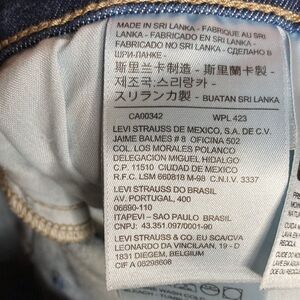 MADE IN SRI LANKA - FABRIQUE AU SRI
LANKA - FABRICADO EN SRI LANKA -
FABRICADO NO SRI LANKA - СДЕЛАНО В
ШРИ-ЛАНКЕ -
斯里兰卡制造 - 斯里蘭卡製 -
제조국:스리랑카 -
スリランカ製 - BUATAN SRI LANKA
CA00342 WPL 423
LEVI STRAUSS DE MEXICO, S.A. DE C.V.
JAIME BALMES # 8 OFICINA 502
COL. LOS MORALES POLANCO
DELEGACION MIGUEL HIDALGO
C.P. 11510 CIUDAD DE MEXICO
R.F.C. LSM 660818 M-98 C.N.I.V. 3337
LEVI STRAUSS DO BRASIL
AV. PORTUGAL, 400
06690-110
ITAPEVI - SAO PAULO BRASIL
CNPJ: 43.351.097/0001-90
LEVI STRAUSS & CO. EU SCA/CVA
LEONARDO DA VINCILAAN, 19 - D
1831 DIEGEM, BELGIUM
CIF A 08298608